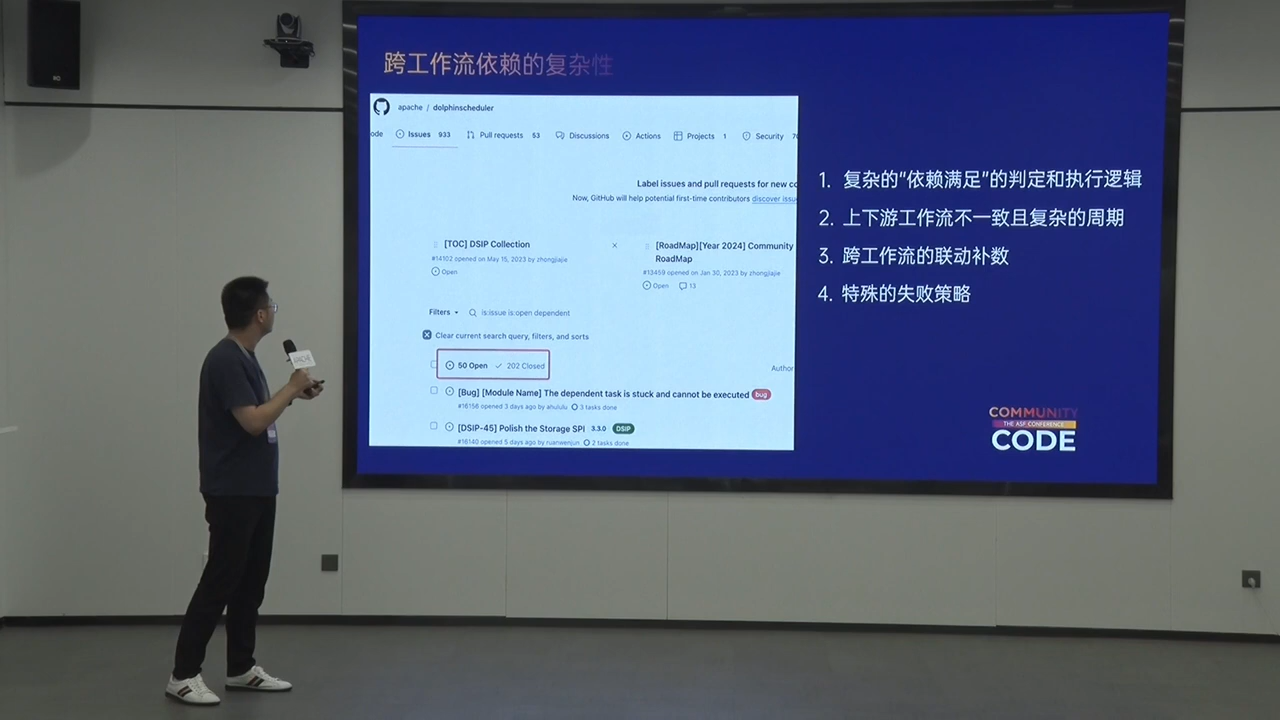 跨工作流依赖的复杂性
apache / dolphinscheduler
ode Issues 933 Pull requests 53 Discussions Actions Projects 1 Security
Label issues and pull requests for new co
Now, GitHub will help potential first-time contributors discover issu
[TOC] DSIP Collection
#14102 opened on May 15, 2023 by zhongjiajie
Open
[RoadMap][Year 2024] Community
RoadMap
#13459 opened on Jan 30, 2023 by zhongjiajie
Open 13
Filters is:issue is:open dependent
Clear current search query, filters, and sorts
50 Open 202 Closed
Author
[Bug] [Module Name] The dependent task is stuck and cannot be executed bug
#16156 opened 3 days ago by ahululu 3 tasks done
[DSIP-45] Polish the Storage SPI 3.3.0 DSIP
#16140 opened 5 days ago by ruanwenjun 2 tasks done
1. 复杂的“依赖满足”的判定和执行逻辑
2. 上下游工作流不一致且复杂的周期
3. 跨工作流的联动补数
4. 特殊的失败策略
COMMUNITY
THE ASF CONFERENCE
CODE